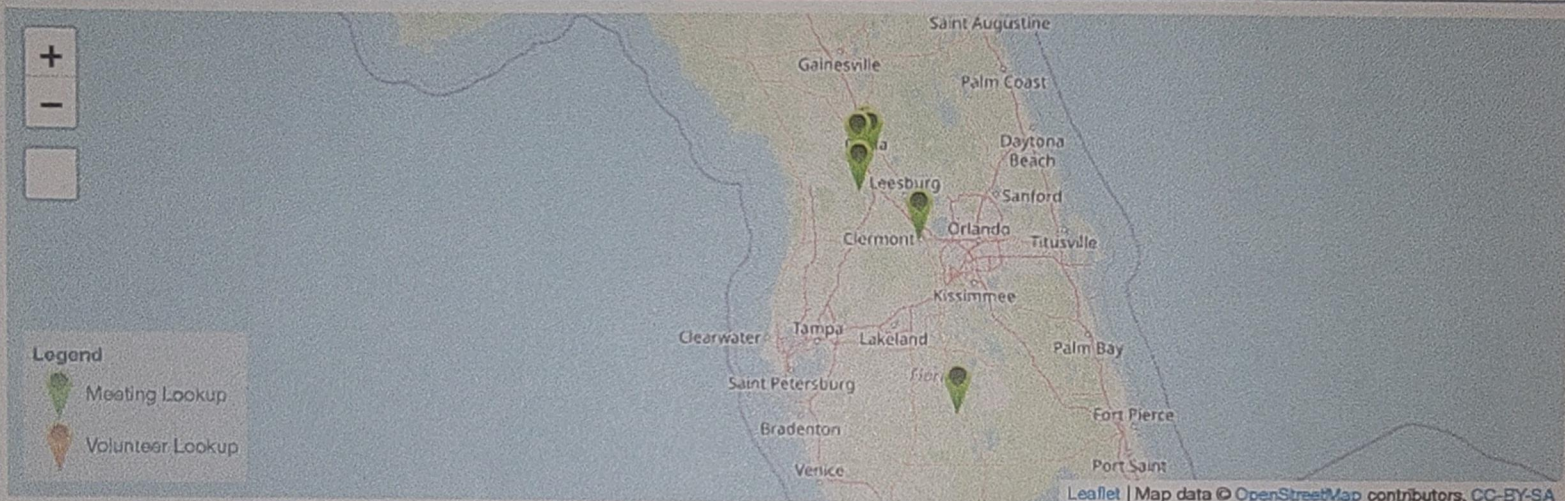 Saint Augustine
+
Gainesville
Palm Coast
−
Daytona
Beach
Leesburg
Sanford
Clermont
Orlando
Titusville
Kissimmee
Clearwater
Tampa
Lakeland
Palm Bay
Legend
Meeting Lookup
Saint Petersburg
Fort Pierce
Bradenton
Volunteer Lookup
Venice
Port Saint
Leaflet | Map data © OpenStreetMap contributors, CC-BY-SA